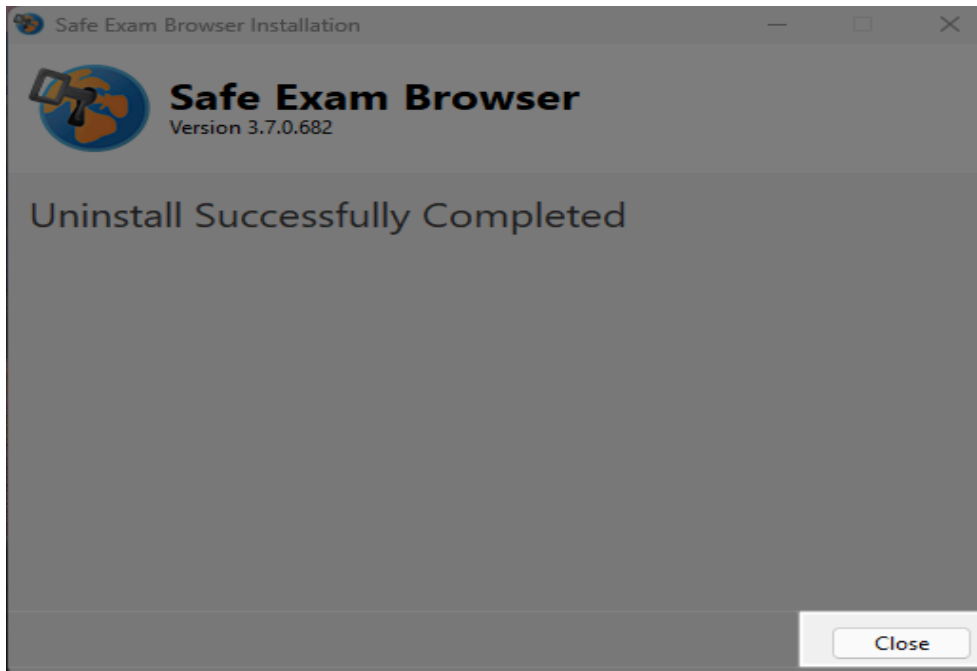 Safe Exam Browser Installation
Safe Exam Browser
Version 3.7.0.682
Uninstall Successfully Completed
Close